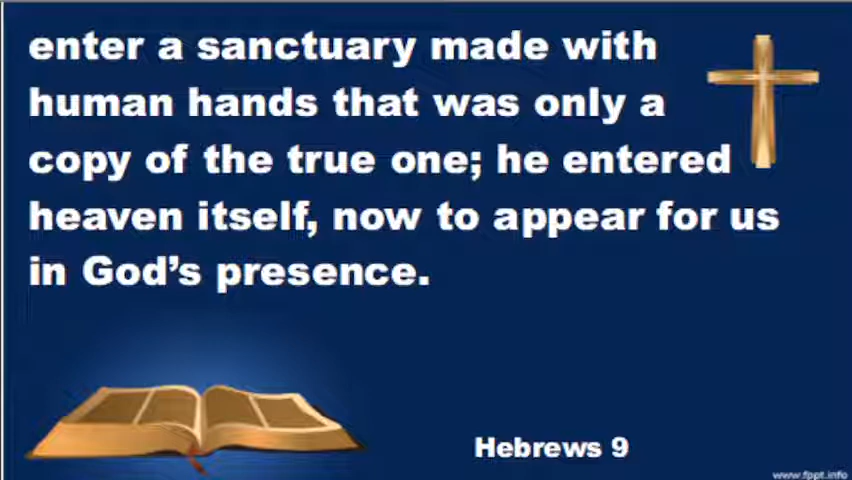 enter a sanctuary made with
human hands that was only a
copy of the true one; he entered
heaven itself, now to appear for us
in God’s presence.
Hebrews 9
www.fppt.info